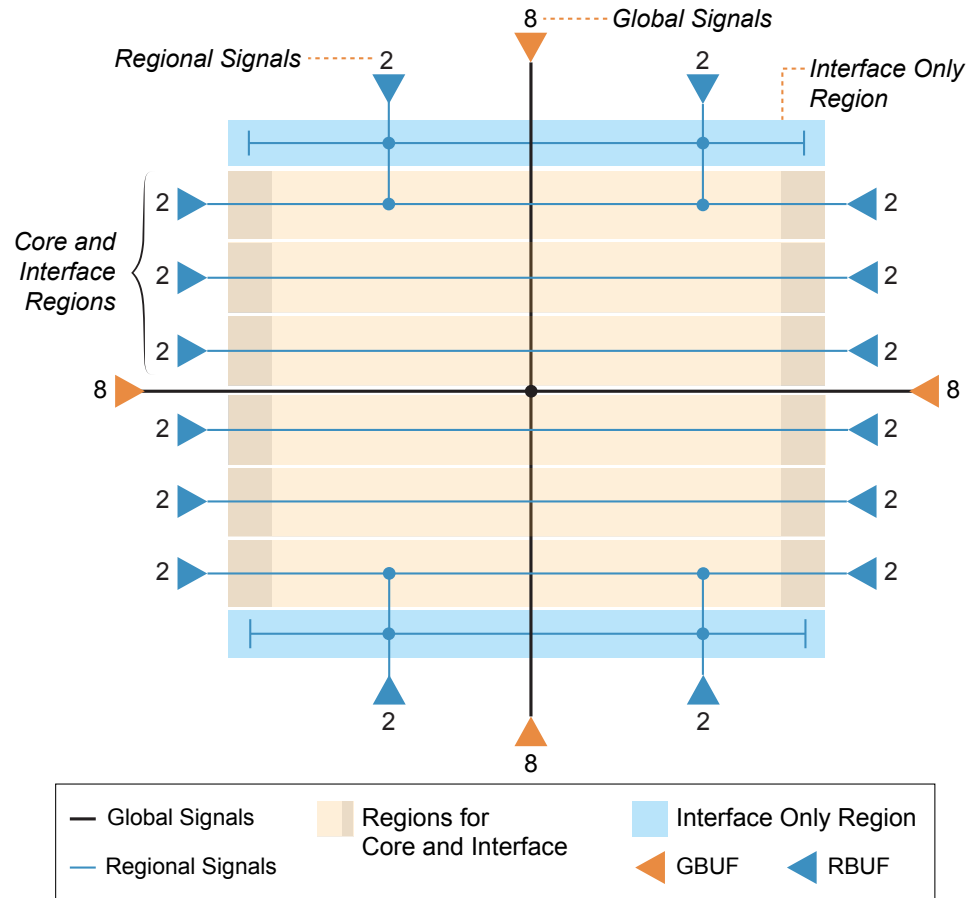 8
Global Signals
Regional Signals
2
2
Interface Only
Region
2
2
Core and
Interface
Regions
2
2
2
2
8
8
2
2
2
2
2
2
2
2
8
Global Signals
Regional Signals
Regions for
Core and Interface
Interface Only Region
GBUF
RBUF